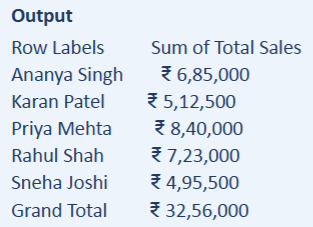 Output
Row Labels Sum of Total Sales
Ananya Singh ₹ 6,85,000
Karan Patel ₹ 5,12,500
Priya Mehta ₹ 8,40,000
Rahul Shah ₹ 7,23,000
Sneha Joshi ₹ 4,95,500
Grand Total ₹ 32,56,000